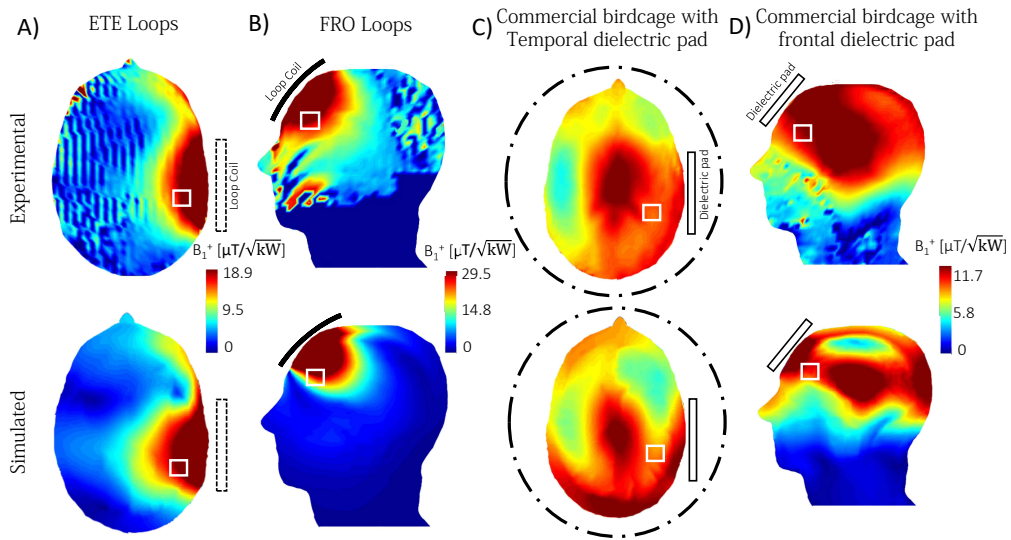 A)
ETE Loops
B)
FRO Loops
C)
Commercial birdcage with
Temporal dielectric pad
D)
Commercial birdcage with
frontal dielectric pad
Experimental
Loop Coil
Loop Coil
Dielectric pad
Dielectric pad
B₁⁺ [µT/√kW]
18.9
9.5
0
B₁⁺ [µT/√kW]
29.5
14.8
0
B₁⁺ [µT/√kW]
11.7
5.8
0
Simulated